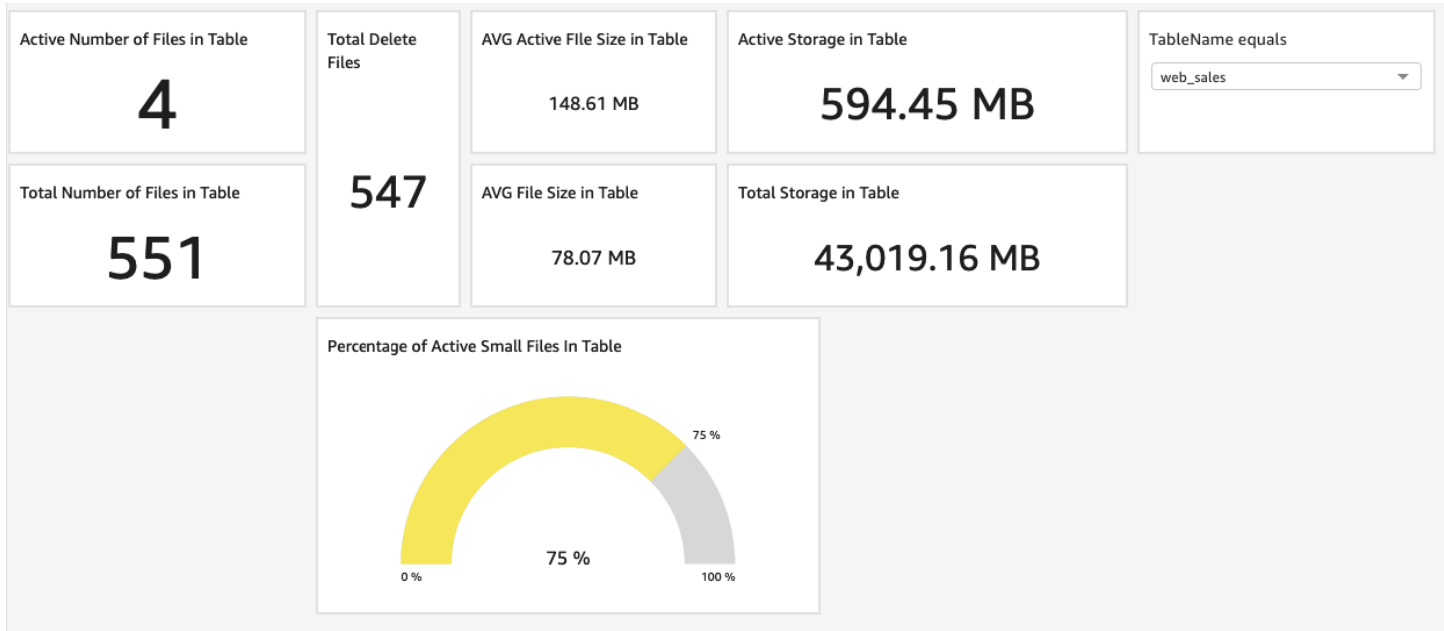 Active Number of Files in Table
4
Total Delete
Files
547
AVG Active FIle Size in Table
148.61 MB
Active Storage in Table
594.45 MB
TableName equals
web_sales
Total Number of Files in Table
551
AVG File Size in Table
78.07 MB
Total Storage in Table
43,019.16 MB
Percentage of Active Small Files In Table
75 %
75 %
0 %
100 %